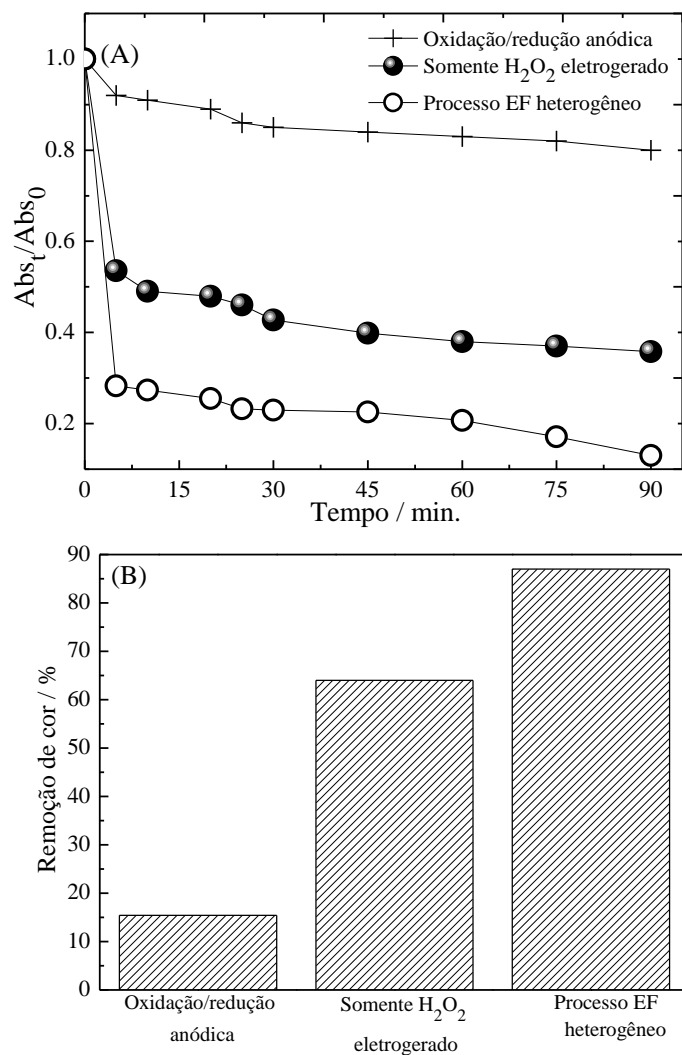 (A)
Oxidação/redução anódica
Somente H₂O₂ eletrogerado
Processo EF heterogêneo
1.0
0.8
0.6
0.4
0.2
Abs_t/Abs_0
0 15 30 45 60 75 90
Tempo / min.
(B)
90
80
70
60
50
40
30
20
10
0
Remoção de cor / %
Oxidação/redução
anódica
Somente H₂O₂
eletrogerado
Processo EF
heterogêneo